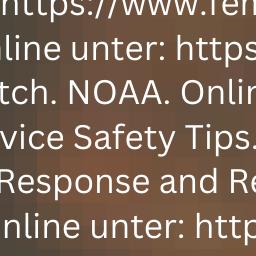 https://www.fem
nline unter: https
tch. NOAA. Onlin
vice Safety Tips.
Response and Re
nline unter: http